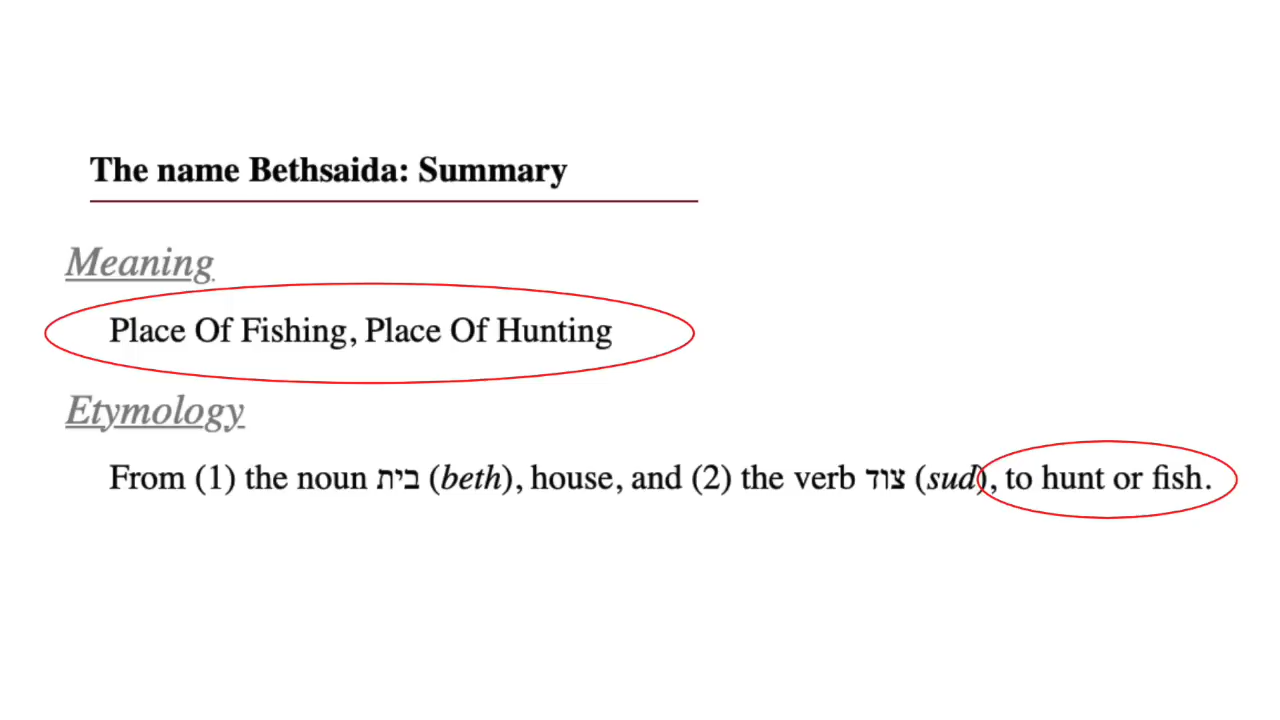 The name Bethsaida: Summary
Meaning
Place Of Fishing, Place Of Hunting
Etymology
From (1) the noun בית (beth), house, and (2) the verb צוד (sud), to hunt or fish.